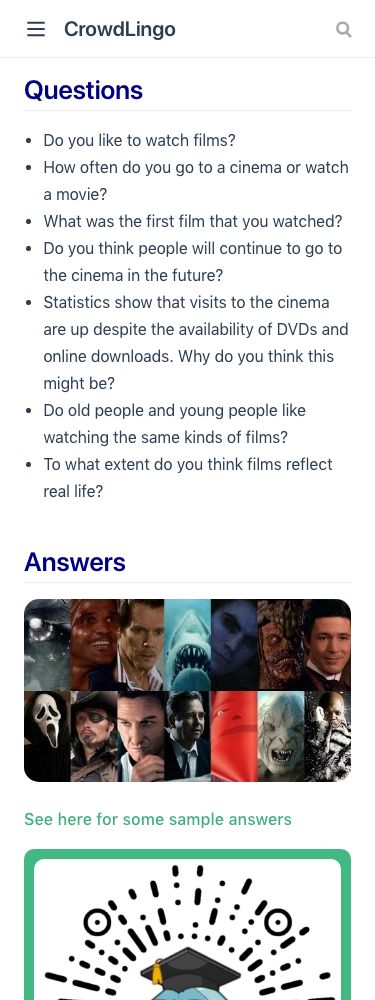 CrowdLingo
Questions
Do you like to watch films?
How often do you go to a cinema or watch
a movie?
What was the first film that you watched?
Do you think people will continue to go to
the cinema in the future?
Statistics show that visits to the cinema
are up despite the availability of DVDs and
online downloads. Why do you think this
might be?
Do old people and young people like
watching the same kinds of films?
To what extent do you think films reflect
real life?
Answers
See here for some sample answers